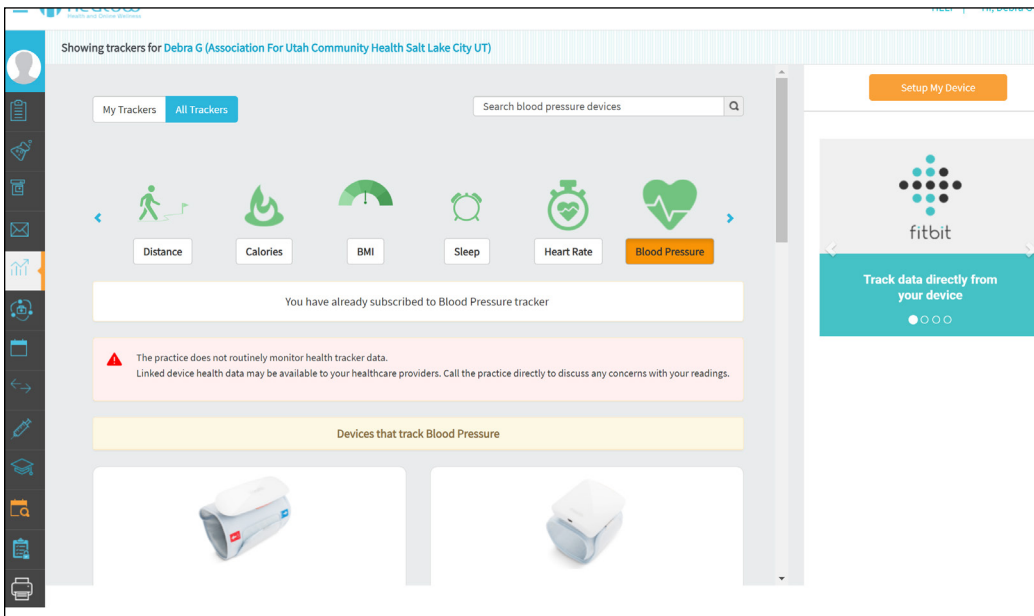 Health and Online Wellness
Showing trackers for Debra G (Association For Utah Community Health Salt Lake City UT)
My Trackers
All Trackers
Search blood pressure devices
Setup My Device
Distance
Calories
BMI
Sleep
Heart Rate
Blood Pressure
fitbit
Track data directly from
your device
You have already subscribed to Blood Pressure tracker
The practice does not routinely monitor health tracker data.
Linked device health data may be available to your healthcare providers. Call the practice directly to discuss any concerns with your readings.
Devices that track Blood Pressure